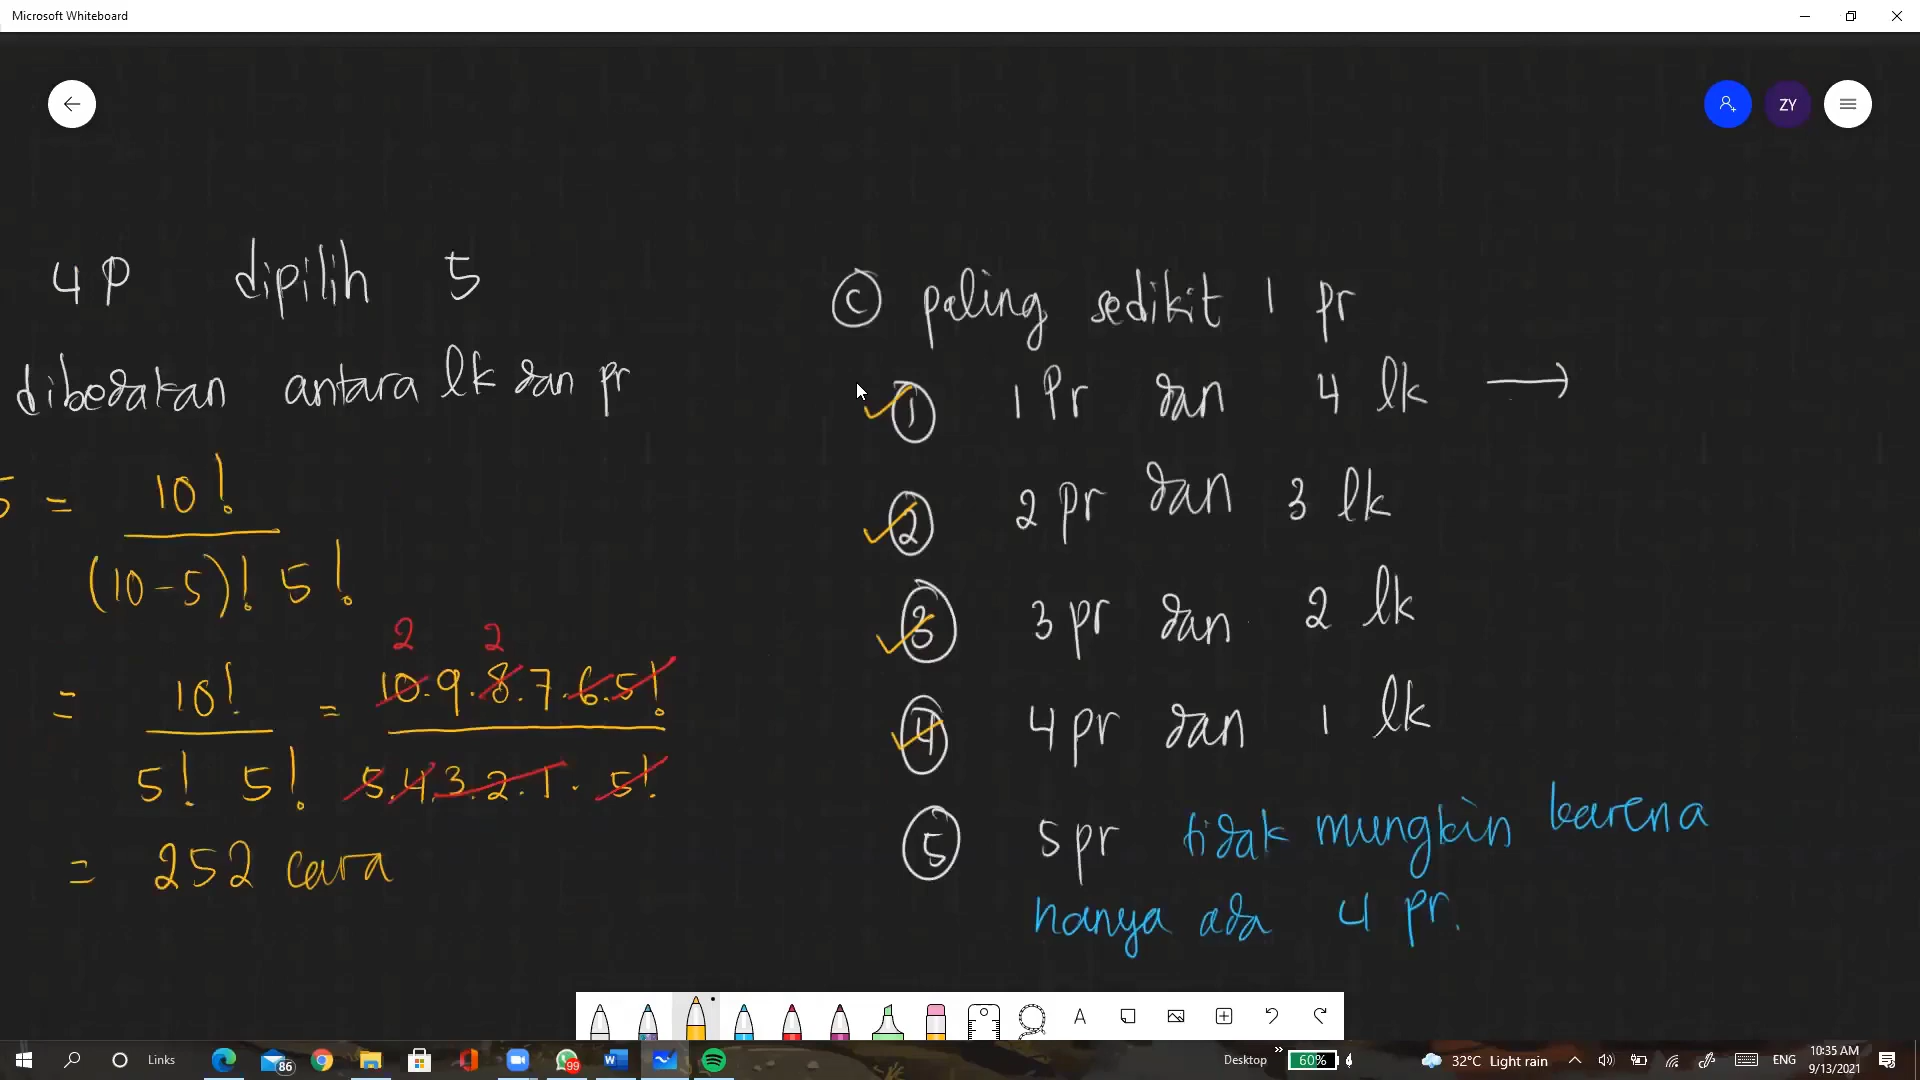 Microsoft Whiteboard
ZY
4P dipilih 5
dibedakan antara lk dan pr
5 = 10!
(10-5)! 5!
2 2
= 10! = 10.9.8.7.6.5!
5! 5! 5.4.3.2.1. 5!
= 252 cara
© paling sedikit 1 pr
① 1 Pr dan 4 lk →
② 2 pr dan 3 lk
③ 3 pr dan 2 lk
④ 4 pr dan 1 lk
⑤ 5 pr tidak mungkin karena
hanya ada 4 pr.
A
Links
86
99
Desktop
60%
32°C Light rain
ENG
10:35 AM
9/13/2021